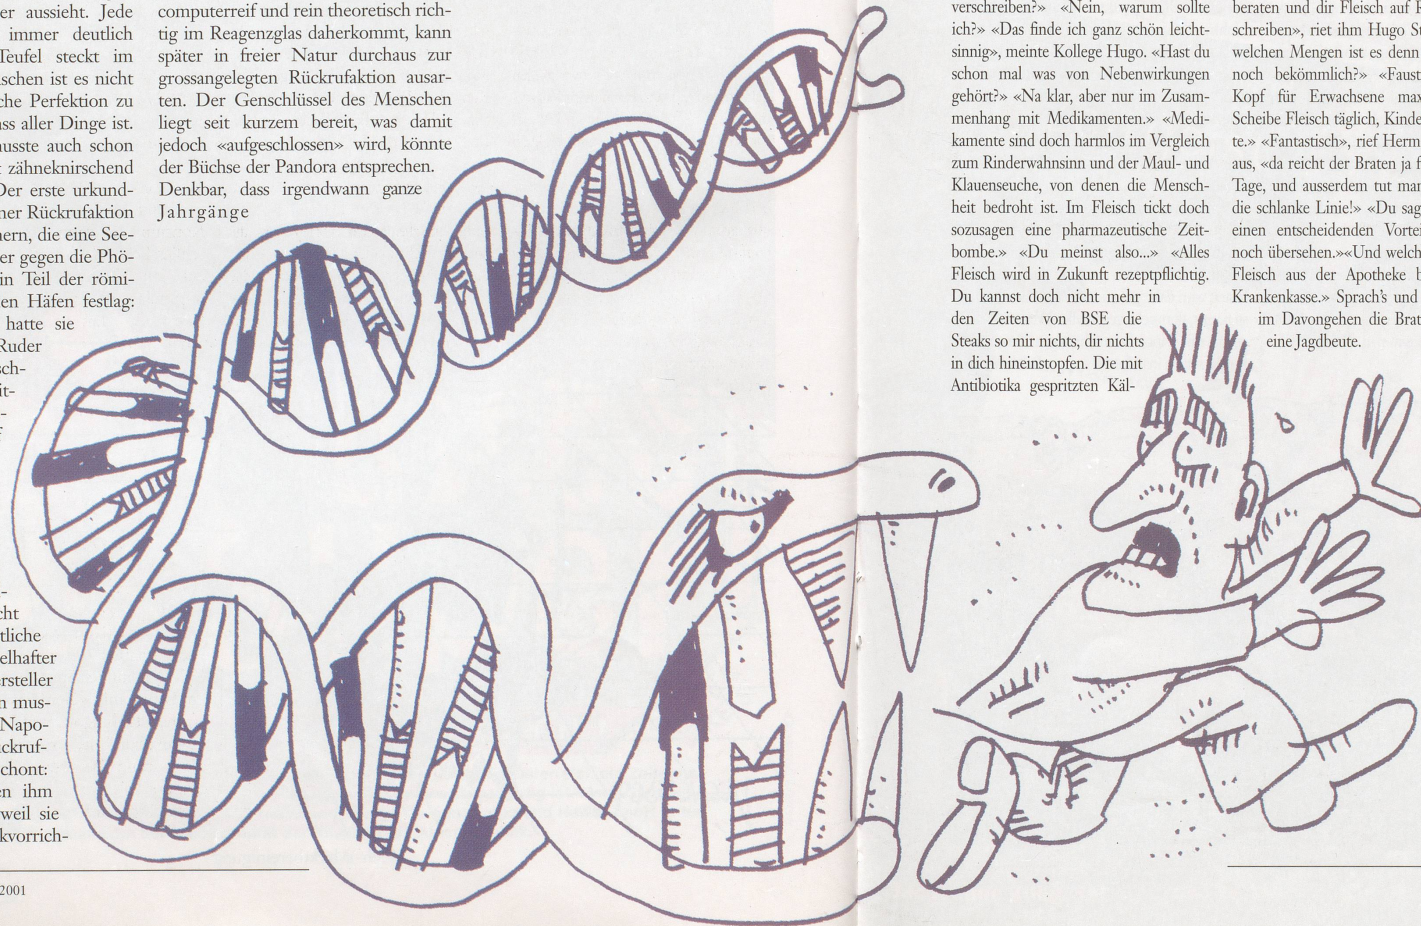 er aussieht. Jede
immer deutlich
Teufel steckt im
schen ist es nicht
che Perfektion zu
ss aller Dinge ist.
usste auch schon
zähneknirschend
Der erste urkund-
ner Rückrufaktion
nern, die eine See-
er gegen die Phö-
in Teil der römi-
en Häfen festlag:
hatte sie
Ruder
sch-
it-
-
cht
tliche
elhafter
ersteller
n mus-
Napo-
ckruf-
chont:
en ihm
weil sie
kvorrich-
2001
computerreif und rein theoretisch rich-
tig im Reagenzglas daherkommt, kann
später in freier Natur durchaus zur
grossangelegten Rückrufaktion ausar-
ten. Der Genschlüssel des Menschen
liegt seit kurzem bereit, was damit
jedoch «aufgeschlossen» wird, könnte
der Büchse der Pandora entsprechen.
Denkbar, dass irgendwann ganze
Jahrgänge
verschreiben?» «Nein, warum sollte
ich?» «Das finde ich ganz schön leicht-
sinnig», meinte Kollege Hugo. «Hast du
schon mal was von Nebenwirkungen
gehört?» «Na klar, aber nur im Zusam-
menhang mit Medikamenten.» «Medi-
kamente sind doch harmlos im Vergleich
zum Rinderwahnsinn und der Maul- und
Klauenseuche, von denen die Mensch-
heit bedroht ist. Im Fleisch tickt doch
sozusagen eine pharmazeutische Zeit-
bombe.» «Du meinst also...» «Alles
Fleisch wird in Zukunft rezeptpflichtig.
Du kannst doch nicht mehr in
den Zeiten von BSE die
Steaks so mir nichts, dir nichts
in dich hineinstopfen. Die mit
Antibiotika gespritzten Käl-
beraten und dir Fleisch auf
schreiben», riet ihm Hugo
welchen Mengen ist es denn
noch bekömmlich?» «Faust
Kopf für Erwachsene max
Scheibe Fleisch täglich, Kinde
te.» «Fantastisch», rief Herm
aus, «da reicht der Braten ja
Tage, und ausserdem tut man
die schlanke Linie!» «Du sag
einen entscheidenden Vortei
noch übersehen.»«Und welch
Fleisch aus der Apotheke
Krankenkasse.» Sprach's und
im Davongehen die Brat
eine Jagdbeute.